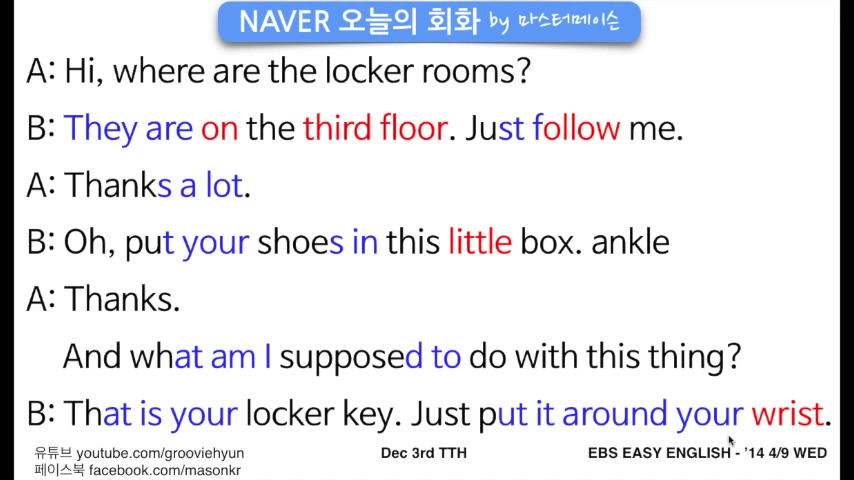 NAVER 오늘의 회화 by 마스터메이슨
A: Hi, where are the locker rooms?
B: They are on the third floor. Just follow me.
A: Thanks a lot.
B: Oh, put your shoes in this little box. ankle
A: Thanks.
And what am I supposed to do with this thing?
B: That is your locker key. Just put it around your wrist.
유튜브 youtube.com/grooviehyun
페이스북 facebook.com/masonkr
Dec 3rd TTH
EBS EASY ENGLISH - '14 4/9 WED